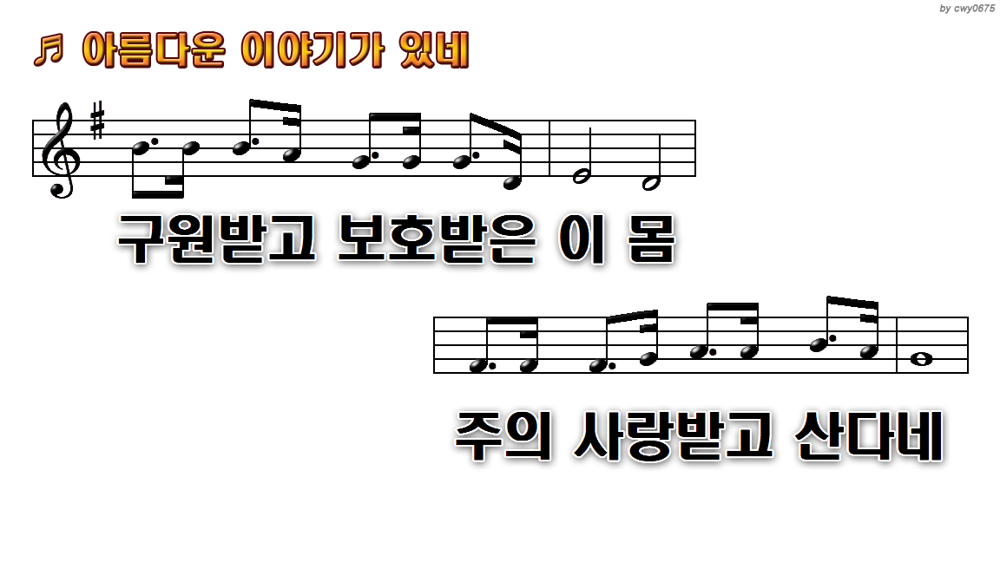 by cwy0675
♬ 아름다운 이야기가 있네
구원받고 보호받은 이 몸
주의 사랑받고 산다네